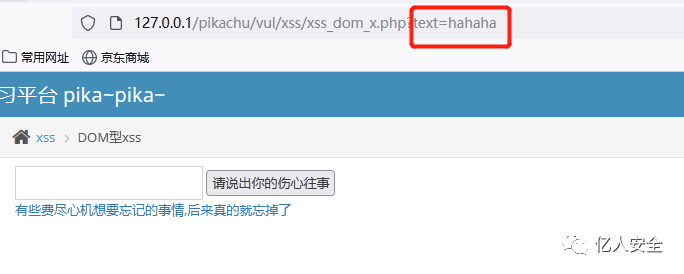 127.0.0.1/pikachu/vul/xss/xss_dom_x.php?text=hahaha
常用网址 京东商城
习平台 pika~pika~
xss > DOM型xss
请说出你的伤心往事
有些费尽心机想要忘记的事情,后来真的就忘掉了
亿人安全